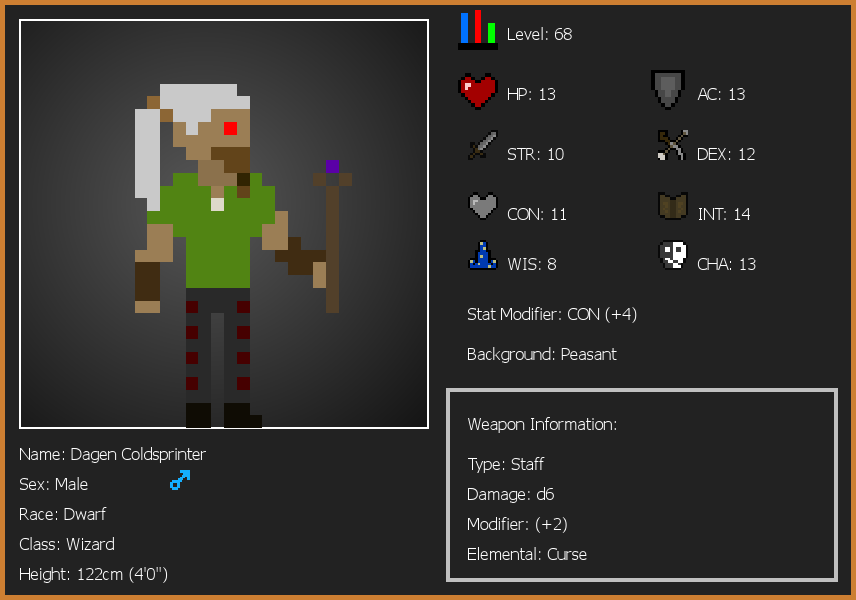 Level: 68
HP: 13
AC: 13
STR: 10
DEX: 12
CON: 11
INT: 14
WIS: 8
CHA: 13
Stat Modifier: CON (+4)
Background: Peasant
Weapon Information:
Type: Staff
Damage: d6
Modifier: (+2)
Elemental: Curse
Name: Dagen Coldsprinter
Sex: Male
Race: Dwarf
Class: Wizard
Height: 122cm (4'0")